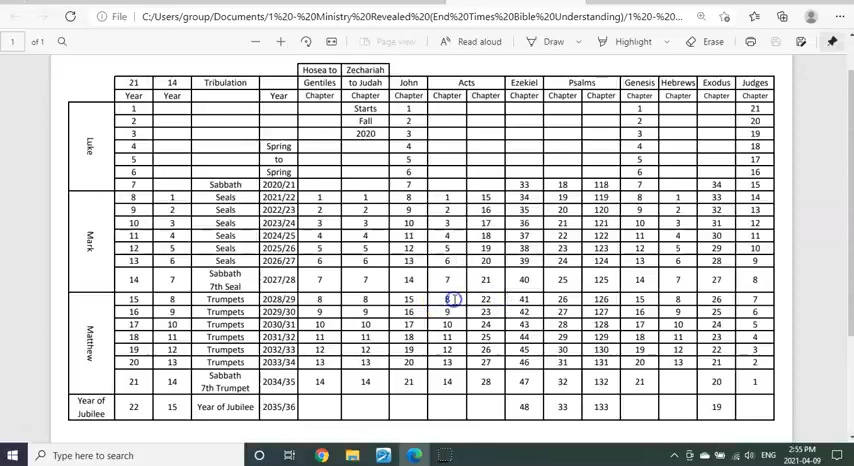 File C:/Users/group/Documents/1%20-%20Ministry%20Revealed%20(End%20Times%20Bible%20Understanding)/1%20-%2...
1 of 1 Page view Read aloud Draw Highlight Erase
Hosea to Zechariah
21 14 Tribulation Gentiles to Judah John Acts Ezekiel Psalms Genesis Hebrews Exodus Judges
Year Year Year Chapter Chapter Chapter Chapter Chapter Chapter Chapter Chapter Chapter Chapter Chapter Chapter
1 Starts 1 1 21
2 Fall 2 2 20
3 2020 3 3 19
Luke
4 Spring 4 4 18
5 to 5 5 17
6 Spring 6 6 16
7 Sabbath 2020/21 7 33 18 118 7 34 15
8 1 Seals 2021/22 1 1 8 1 15 34 19 119 8 1 33 14
9 2 Seals 2022/23 2 2 9 2 16 35 20 120 9 2 32 13
10 3 Seals 2023/24 3 3 10 3 17 36 21 121 10 3 31 12
Mark
11 4 Seals 2024/25 4 4 11 4 18 37 22 122 11 4 30 11
12 5 Seals 2025/26 5 5 12 5 19 38 23 123 12 5 29 10
13 6 Seals 2026/27 6 6 13 6 20 39 24 124 13 6 28 9
14 7 Sabbath 2027/28 7 7 14 7 21 40 25 125 14 7 27 8
7th Seal
15 8 Trumpets 2028/29 8 8 15 8 22 41 26 126 15 8 26 7
16 9 Trumpets 2029/30 9 9 16 9 23 42 27 127 16 9 25 6
17 10 Trumpets 2030/31 10 10 17 10 24 43 28 128 17 10 24 5
Matthew
18 11 Trumpets 2031/32 11 11 18 11 25 44 29 129 18 11 23 4
19 12 Trumpets 2032/33 12 12 19 12 26 45 30 130 19 12 22 3
20 13 Trumpets 2033/34 13 13 20 13 27 46 31 131 20 13 21 2
21 14 Sabbath 2034/35 14 14 21 14 28 47 32 132 21 20 1
7th Trumpet
Year of Jubilee 22 15 Year of Jubilee 2035/36 48 33 133 19
Type here to search
ENG 2:55 PM
2021-04-09